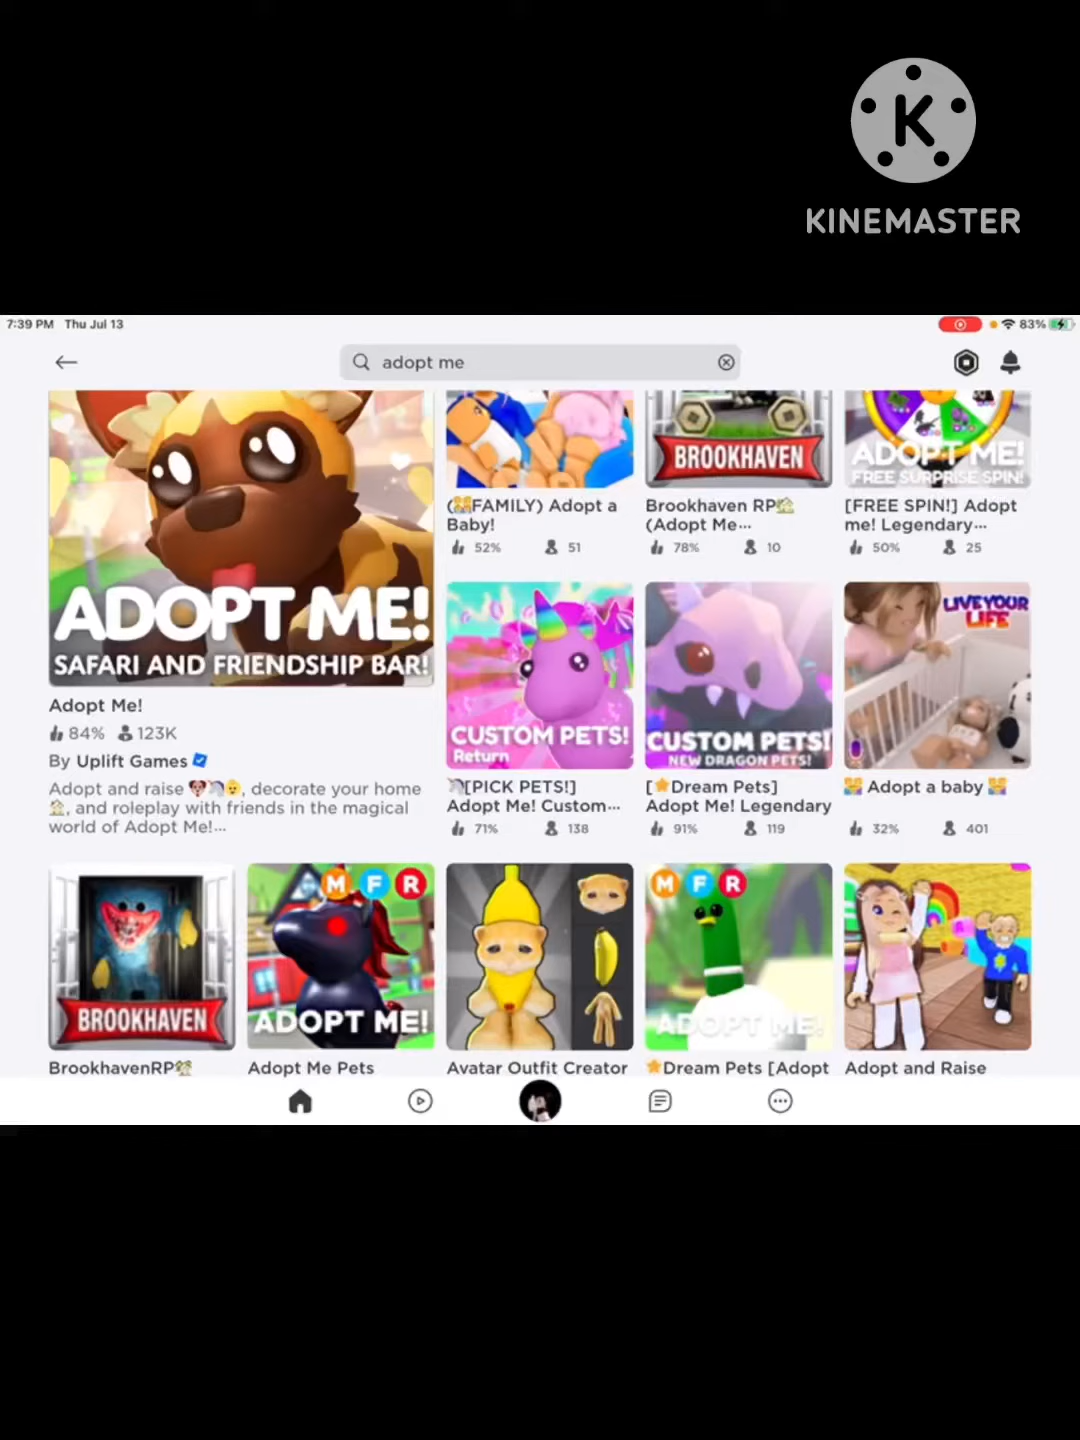 KINEMASTER
7:39 PM Thu Jul 13
83%
adopt me
ADOPT ME!
SAFARI AND FRIENDSHIP BAR!
Adopt Me!
84% 123K
By Uplift Games
Adopt and raise 🐶🦄👶, decorate your home
🏠, and roleplay with friends in the magical
world of Adopt Me!...
(👨‍👩‍👧‍👦FAMILY) Adopt a
Baby!
52% 51
BROOKHAVEN
Brookhaven RP🏡
(Adopt Me...
78% 10
ADOPT ME!
FREE SURPRISE SPIN!
[FREE SPIN!] Adopt
me! Legendary...
50% 25
CUSTOM PETS!
Return
🦄[PICK PETS!]
Adopt Me! Custom...
71% 138
CUSTOM PETS!
NEW DRAGON PETS!
[⭐Dream Pets]
Adopt Me! Legendary
91% 119
LIVE YOUR
LIFE
👪 Adopt a baby 👪
32% 401
BROOKHAVEN
BrookhavenRP🏡
M F R
ADOPT ME!
Adopt Me Pets
Avatar Outfit Creator
M F R
ADOPT ME!
⭐Dream Pets [Adopt
Adopt and Raise